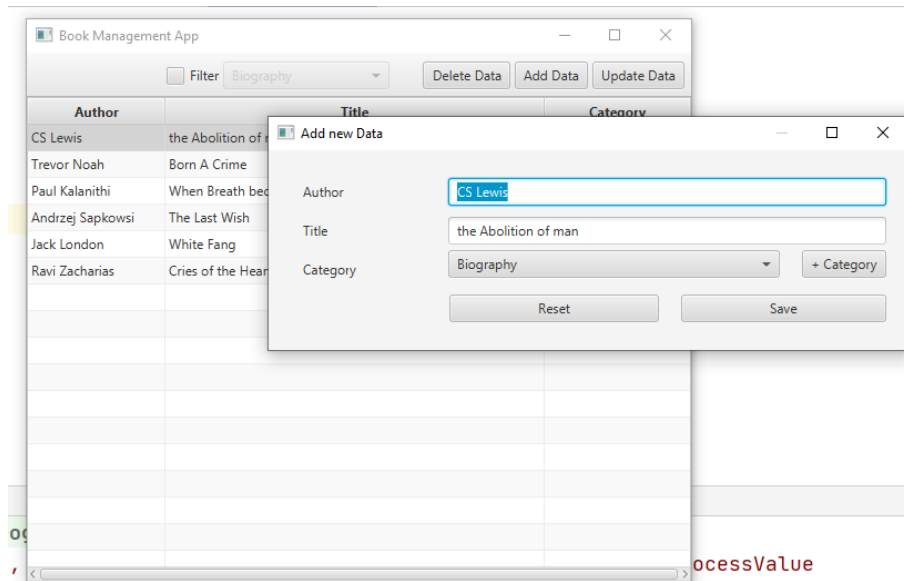 Book Management App
Filter Biography Delete Data Add Data Update Data
Author Title Category
Add new Data
CS Lewis the Abolition of
Trevor Noah Born A Crime
Paul Kalanithi When Breath bec
Andrzej Sapkowsi The Last Wish
Jack London White Fang
Ravi Zacharias Cries of the Hear
Author CS Lewis
Title the Abolition of man
Category Biography + Category
Reset Save
og
, ocessValue